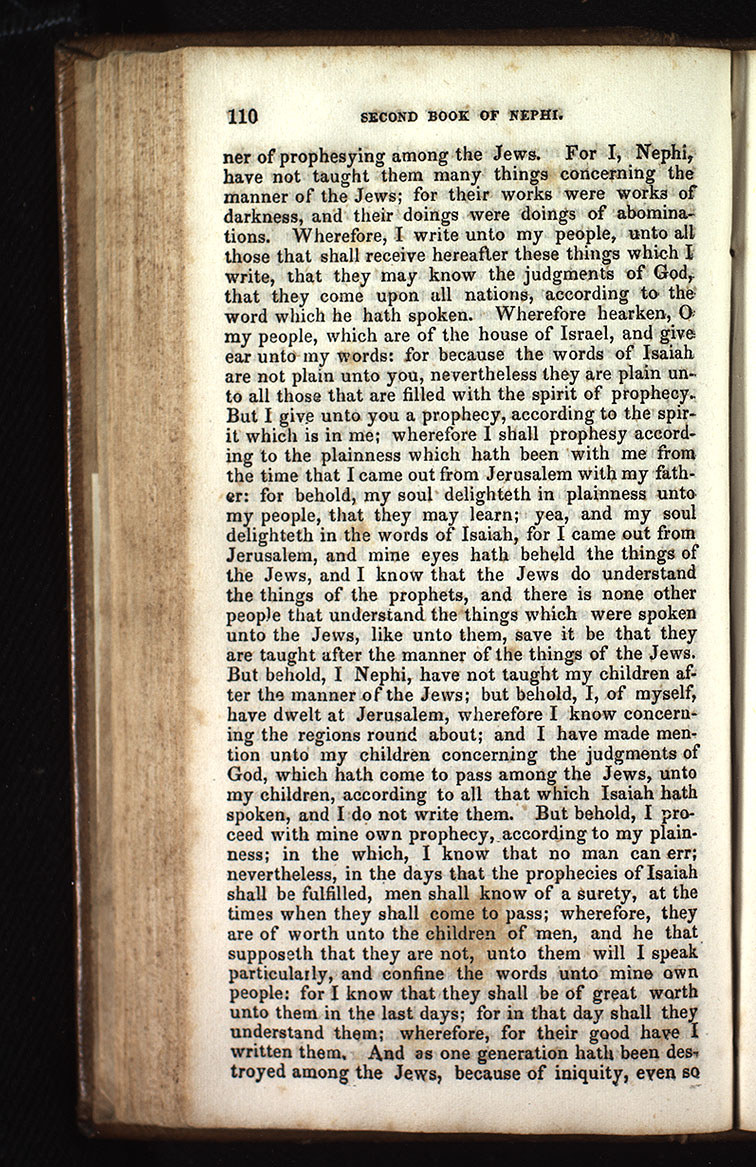 110 SECOND BOOK OF NEPHI.
ner of prophesying among the Jews. For I, Nephi,
have not taught them many things concerning the
manner of the Jews; for their works were works of
darkness, and their doings were doings of abomina-
tions. Wherefore, I write unto my people, unto all
those that shall receive hereafter these things which I
write, that they may know the judgments of God,
that they come upon all nations, according to the
word which he hath spoken. Wherefore hearken, O
my people, which are of the house of Israel, and give
ear unto my words: for because the words of Isaiah
are not plain unto you, nevertheless they are plain un-
to all those that are filled with the spirit of prophecy.
But I give unto you a prophecy, according to the spir-
it which is in me; wherefore I shall prophesy accord-
ing to the plainness which hath been with me from
the time that I came out from Jerusalem with my fath-
er: for behold, my soul delighteth in plainness unto
my people, that they may learn; yea, and my soul
delighteth in the words of Isaiah, for I came out from
Jerusalem, and mine eyes hath beheld the things of
the Jews, and I know that the Jews do understand
the things of the prophets, and there is none other
people that understand the things which were spoken
unto the Jews, like unto them, save it be that they
are taught after the manner of the things of the Jews.
But behold, I Nephi, have not taught my children af-
ter the manner of the Jews; but behold, I, of myself,
have dwelt at Jerusalem, wherefore I know concern-
ing the regions round about; and I have made men-
tion unto my children concerning the judgments of
God, which hath come to pass among the Jews, unto
my children, according to all that which Isaiah hath
spoken, and I do not write them. But behold, I pro-
ceed with mine own prophecy, according to my plain-
ness; in the which, I know that no man can err;
nevertheless, in the days that the prophecies of Isaiah
shall be fulfilled, men shall know of a surety, at the
times when they shall come to pass; wherefore, they
are of worth unto the children of men, and he that
supposeth that they are not, unto them will I speak
particularly, and confine the words unto mine own
people: for I know that they shall be of great worth
unto them in the last days; for in that day shall they
understand them; wherefore, for their good have I
written them. And as one generation hath been des-
troyed among the Jews, because of iniquity, even so